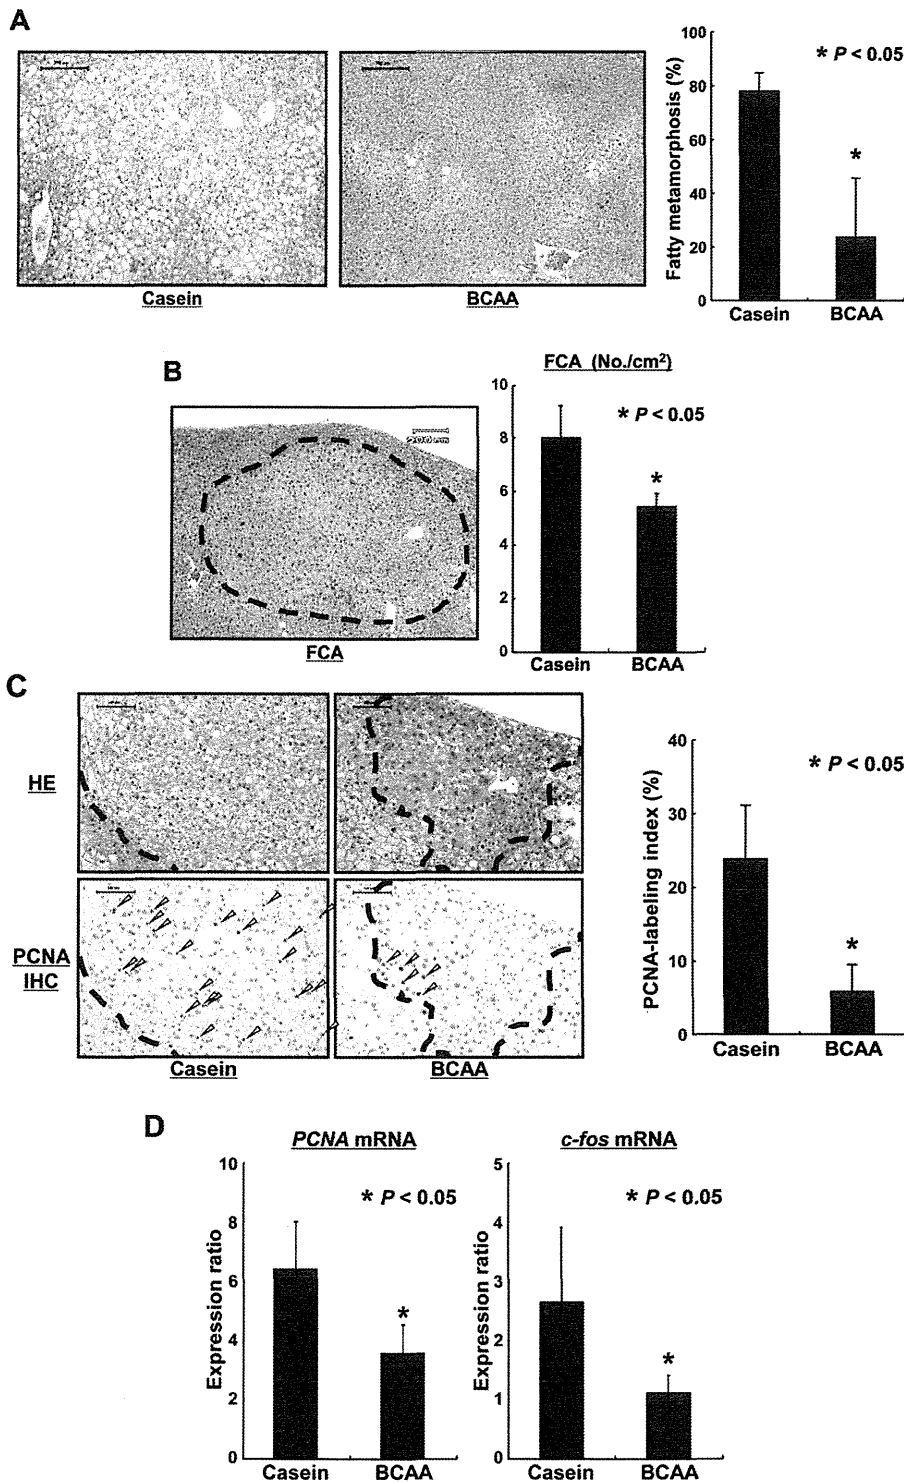 A
Casein
BCAA
Fatty metamorphosis (%)
100
80
60
40
20
0
* P < 0.05
*
Casein
BCAA
B
FCA
FCA (No./cm²)
10
8
6
4
2
0
* P < 0.05
*
Casein
BCAA
C
HE
PCNA
IHC
Casein
BCAA
PCNA-labeling index (%)
40
30
20
10
0
* P < 0.05
*
Casein
BCAA
D
PCNA mRNA
Expression ratio
10
8
6
4
2
0
* P < 0.05
*
Casein
BCAA
c-fos mRNA
Expression ratio
5
4
3
2
1
0
* P < 0.05
*
Casein
BCAA